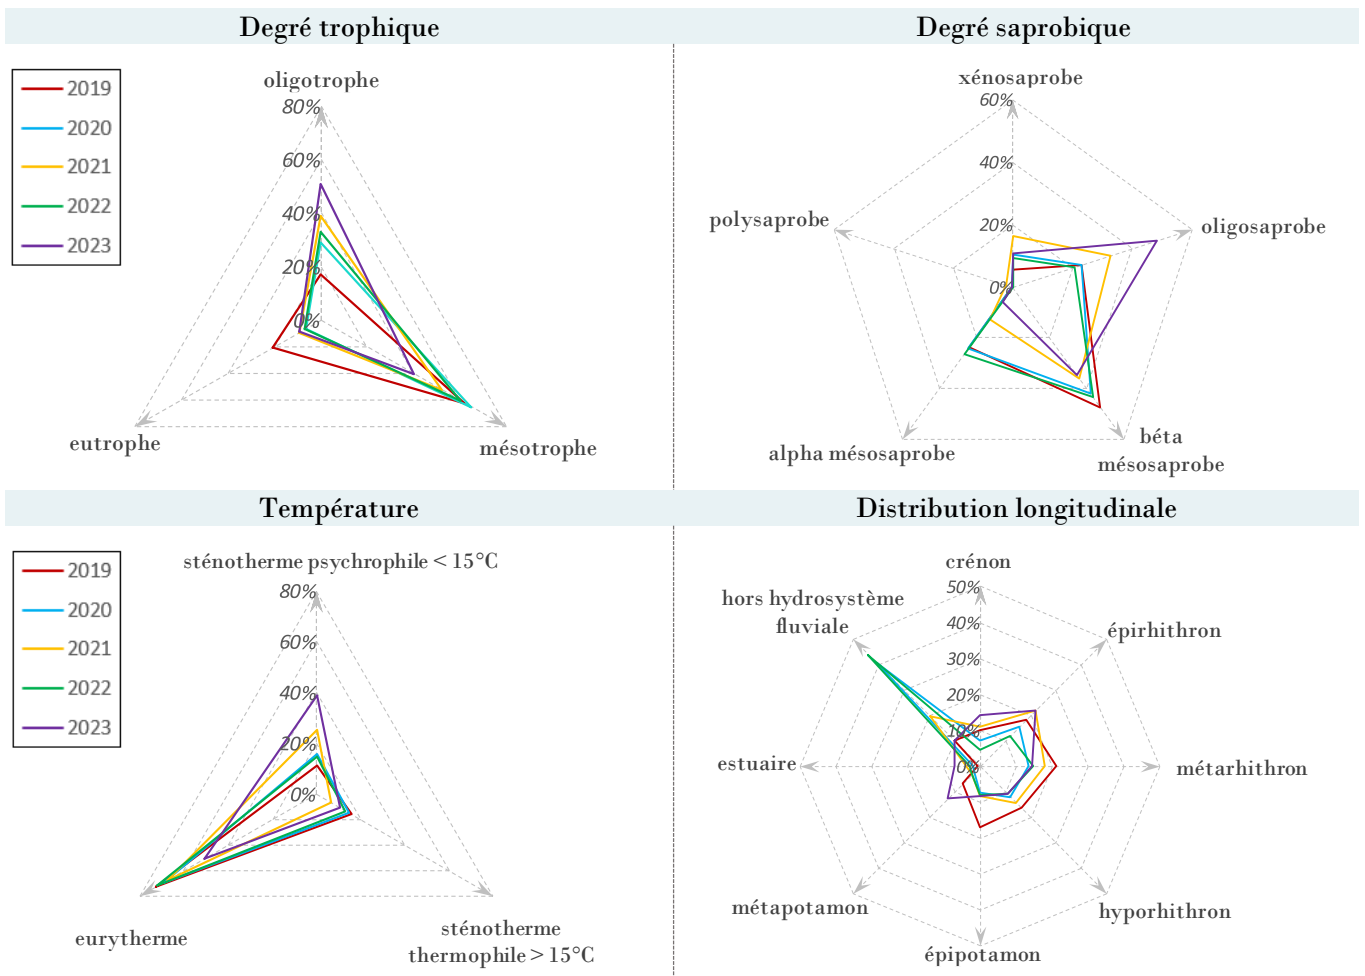 Degré trophique
Degré saprobique
2019
2020
2021
2022
2023
oligotrophe
80%
60%
40%
20%
0%
eutrophe
mésotrophe
xénosaprobe
60%
40%
20%
0%
polysaprobe
oligosaprobe
alpha mésosaprobe
béta
mésosaprobe
Température
Distribution longitudinale
2019
2020
2021
2022
2023
sténotherme psychrophile < 15°C
80%
60%
40%
20%
0%
eurytherme
sténotherme
thermophile > 15°C
crénon
50%
40%
30%
20%
10%
0%
hors hydrosystème
fluviale
épirhithron
estuaire
métarhithron
métapotamon
hyporhithron
épipotamon